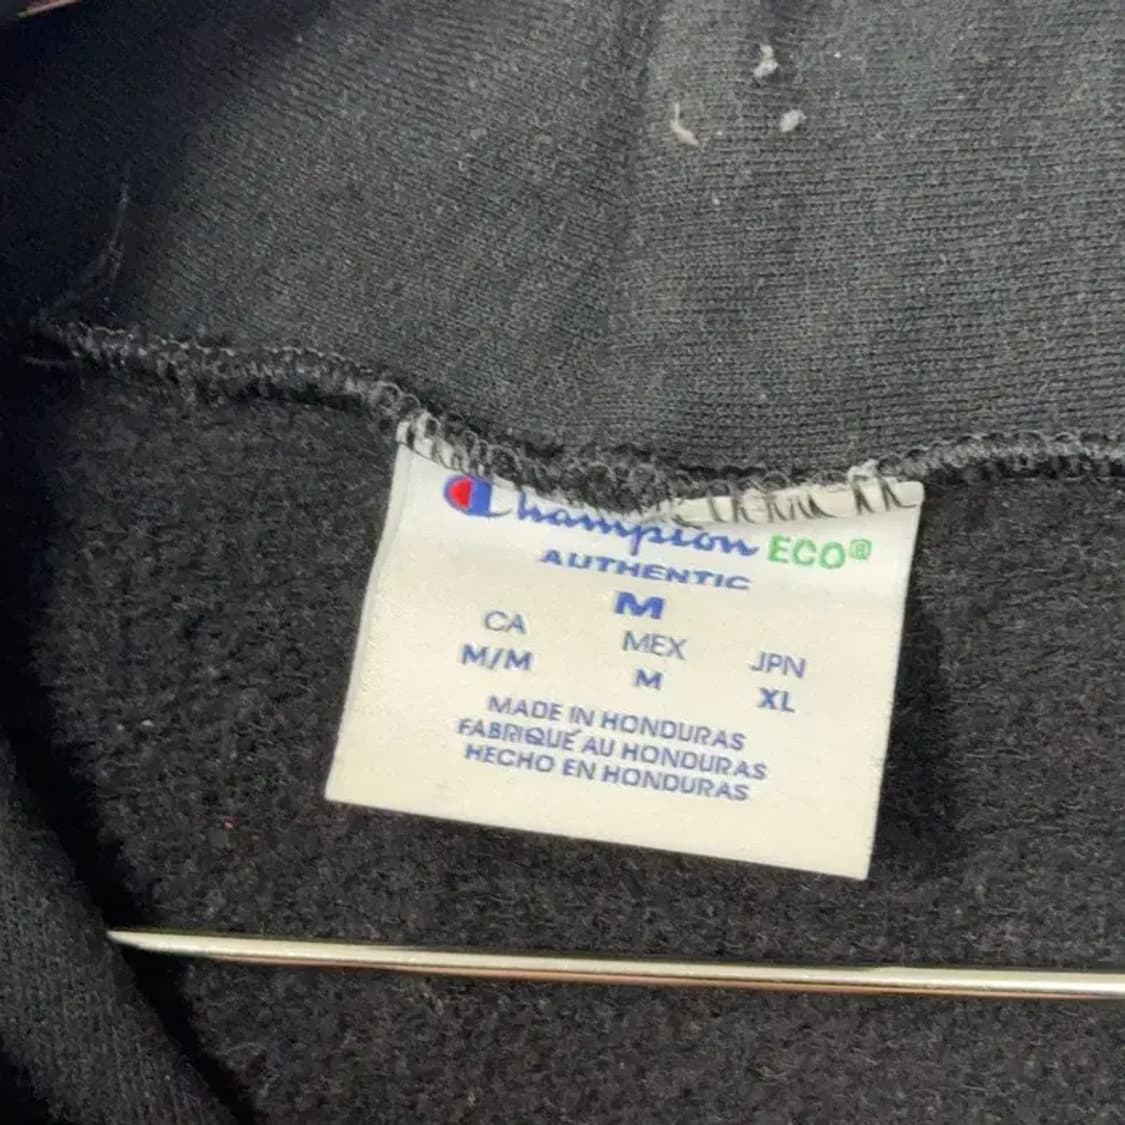 Champion ECO®
AUTHENTIC
M
CA MEX JPN
M/M M XL
MADE IN HONDURAS
FABRIQUÉ AU HONDURAS
HECHO EN HONDURAS